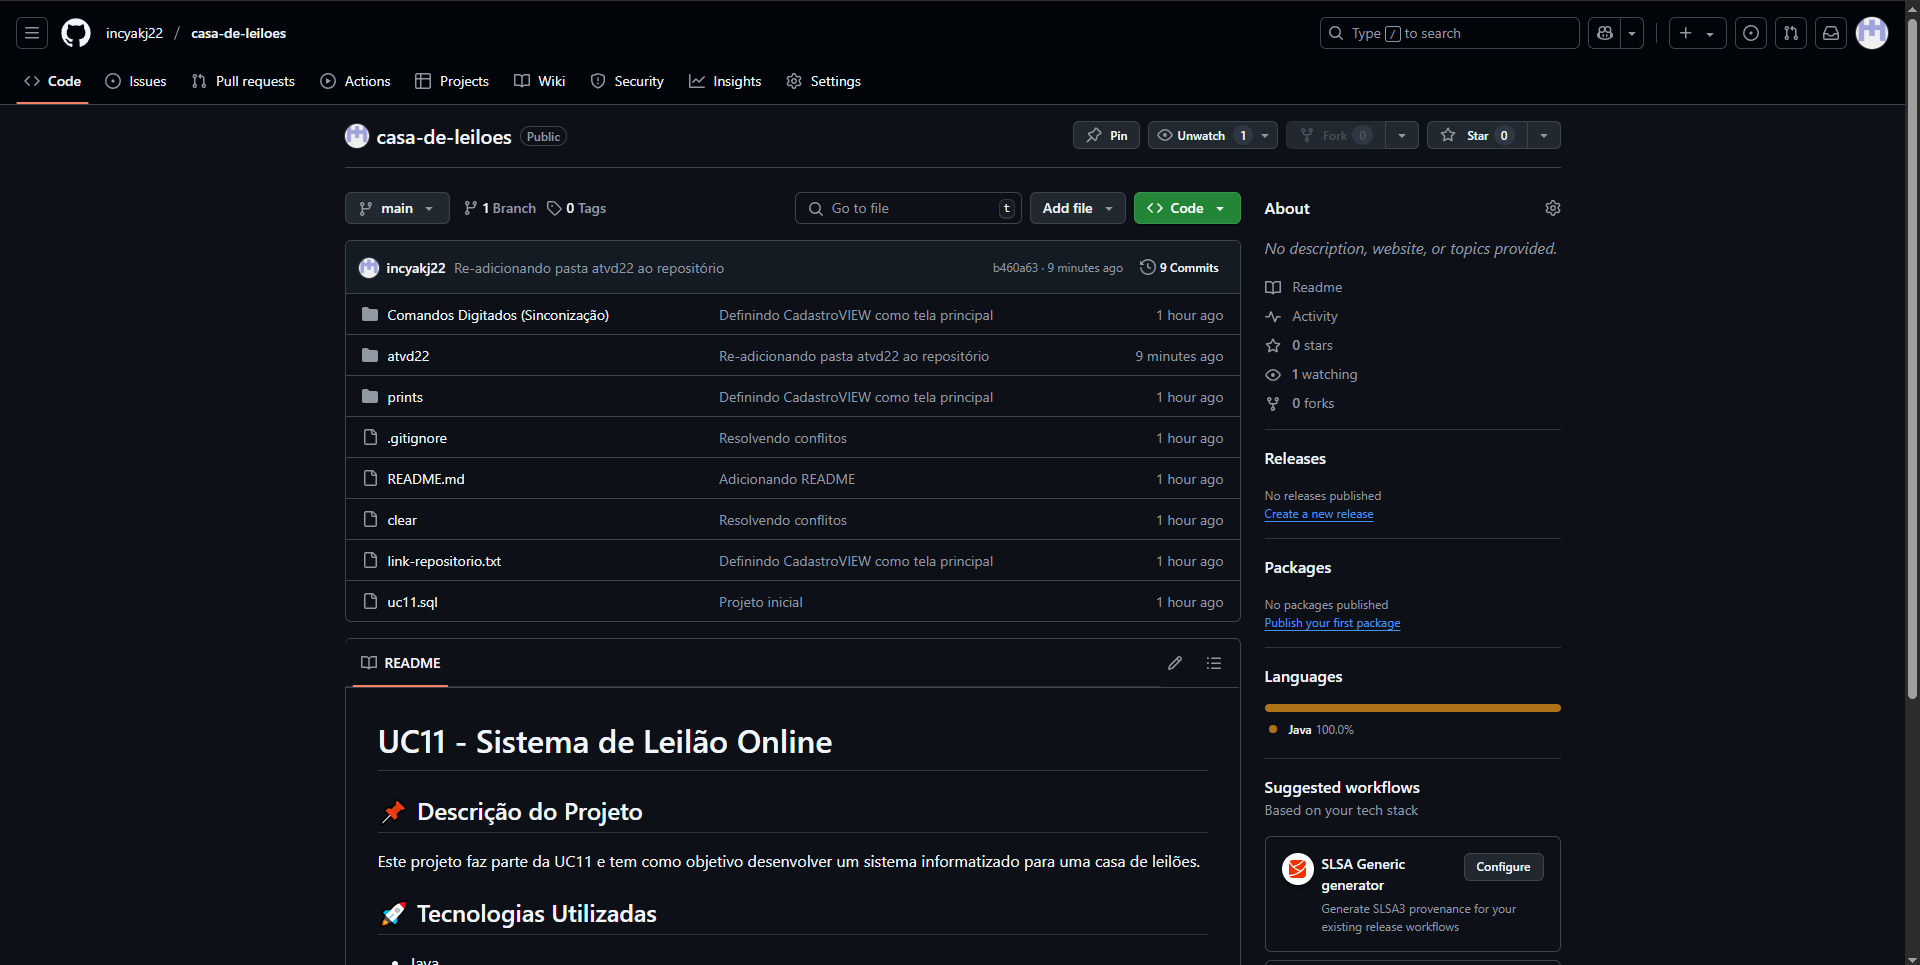 incyakj22 / casa-de-leiloes
Type / to search
Code Issues Pull requests Actions Projects Wiki Security Insights Settings
casa-de-leiloes Public
Pin Unwatch 1 Fork 0 Star 0
main 1 Branch 0 Tags Go to file t Add file Code
incyakj22 Re-adicionando pasta atvd22 ao repositório b460a63 · 9 minutes ago 9 Commits
Comandos Digitados (Sinconização) Definindo CadastroVIEW como tela principal 1 hour ago
atvd22 Re-adicionando pasta atvd22 ao repositório 9 minutes ago
prints Definindo CadastroVIEW como tela principal 1 hour ago
.gitignore Resolvendo conflitos 1 hour ago
README.md Adicionando README 1 hour ago
clear Resolvendo conflitos 1 hour ago
link-repositorio.txt Definindo CadastroVIEW como tela principal 1 hour ago
uc11.sql Projeto inicial 1 hour ago
README
UC11 - Sistema de Leilão Online
Descrição do Projeto
Este projeto faz parte da UC11 e tem como objetivo desenvolver um sistema informatizado para uma casa de leilões.
Tecnologias Utilizadas
Java
About
No description, website, or topics provided.
Readme
Activity
0 stars
1 watching
0 forks
Releases
No releases published
Create a new release
Packages
No packages published
Publish your first package
Languages
Java 100.0%
Suggested workflows
Based on your tech stack
SLSA Generic
generator
Configure
Generate SLSA3 provenance for your
existing release workflows